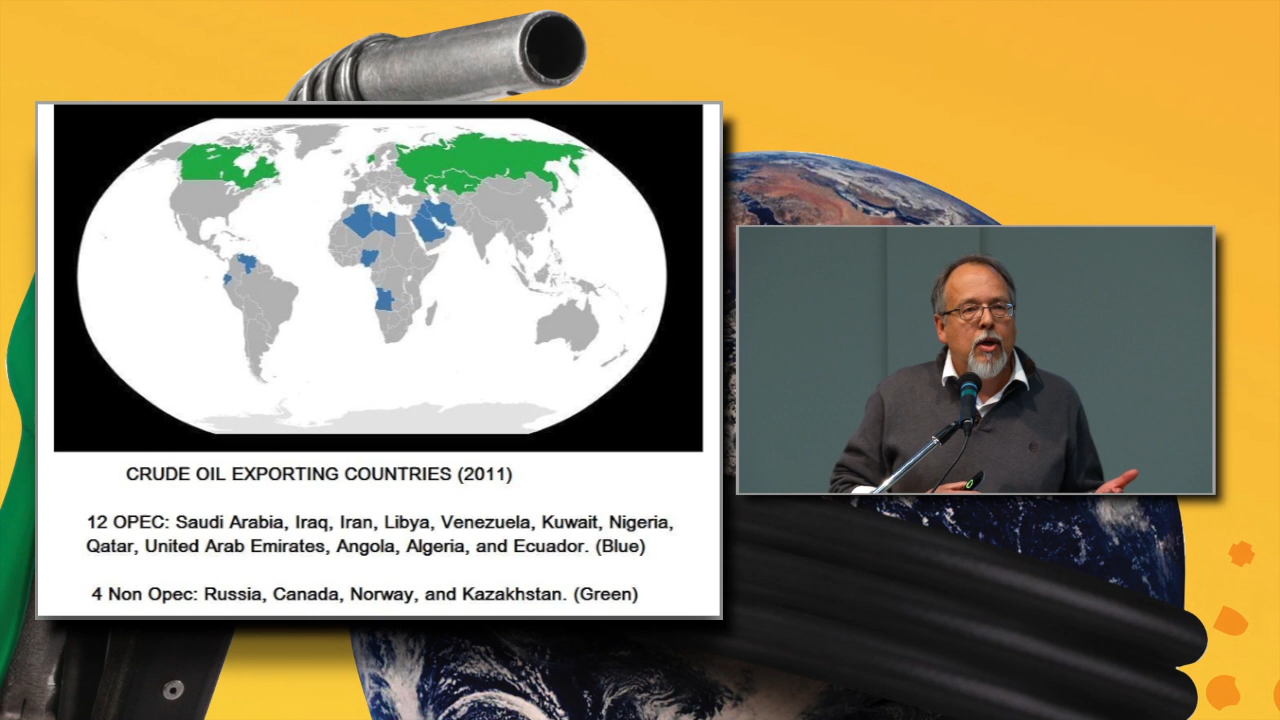 CRUDE OIL EXPORTING COUNTRIES (2011)
12 OPEC: Saudi Arabia, Iraq, Iran, Libya, Venezuela, Kuwait, Nigeria,
Qatar, United Arab Emirates, Angola, Algeria, and Ecuador. (Blue)
4 Non Opec: Russia, Canada, Norway, and Kazakhstan. (Green)